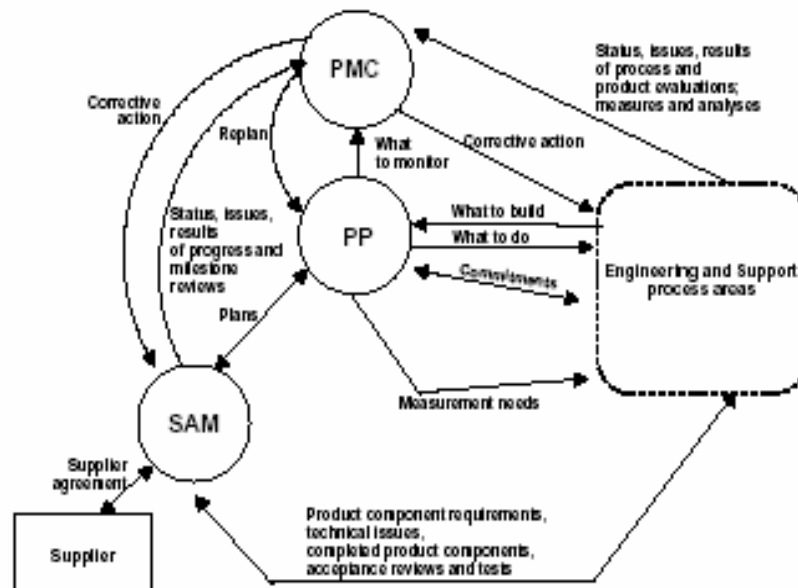 PMC
Status, issues, results
of process and
product evaluations;
measures and analyses
Corrective
action
Replan
What
to monitor
Corrective action
Status, issues,
results
of progress and
milestone
reviews
PP
What to build
What to do
Commitments
Engineering and Support
process areas
Plans
Measurement needs
SAM
Supplier
agreement
Supplier
Product component requirements,
technical issues,
completed product components,
acceptance reviews and tests